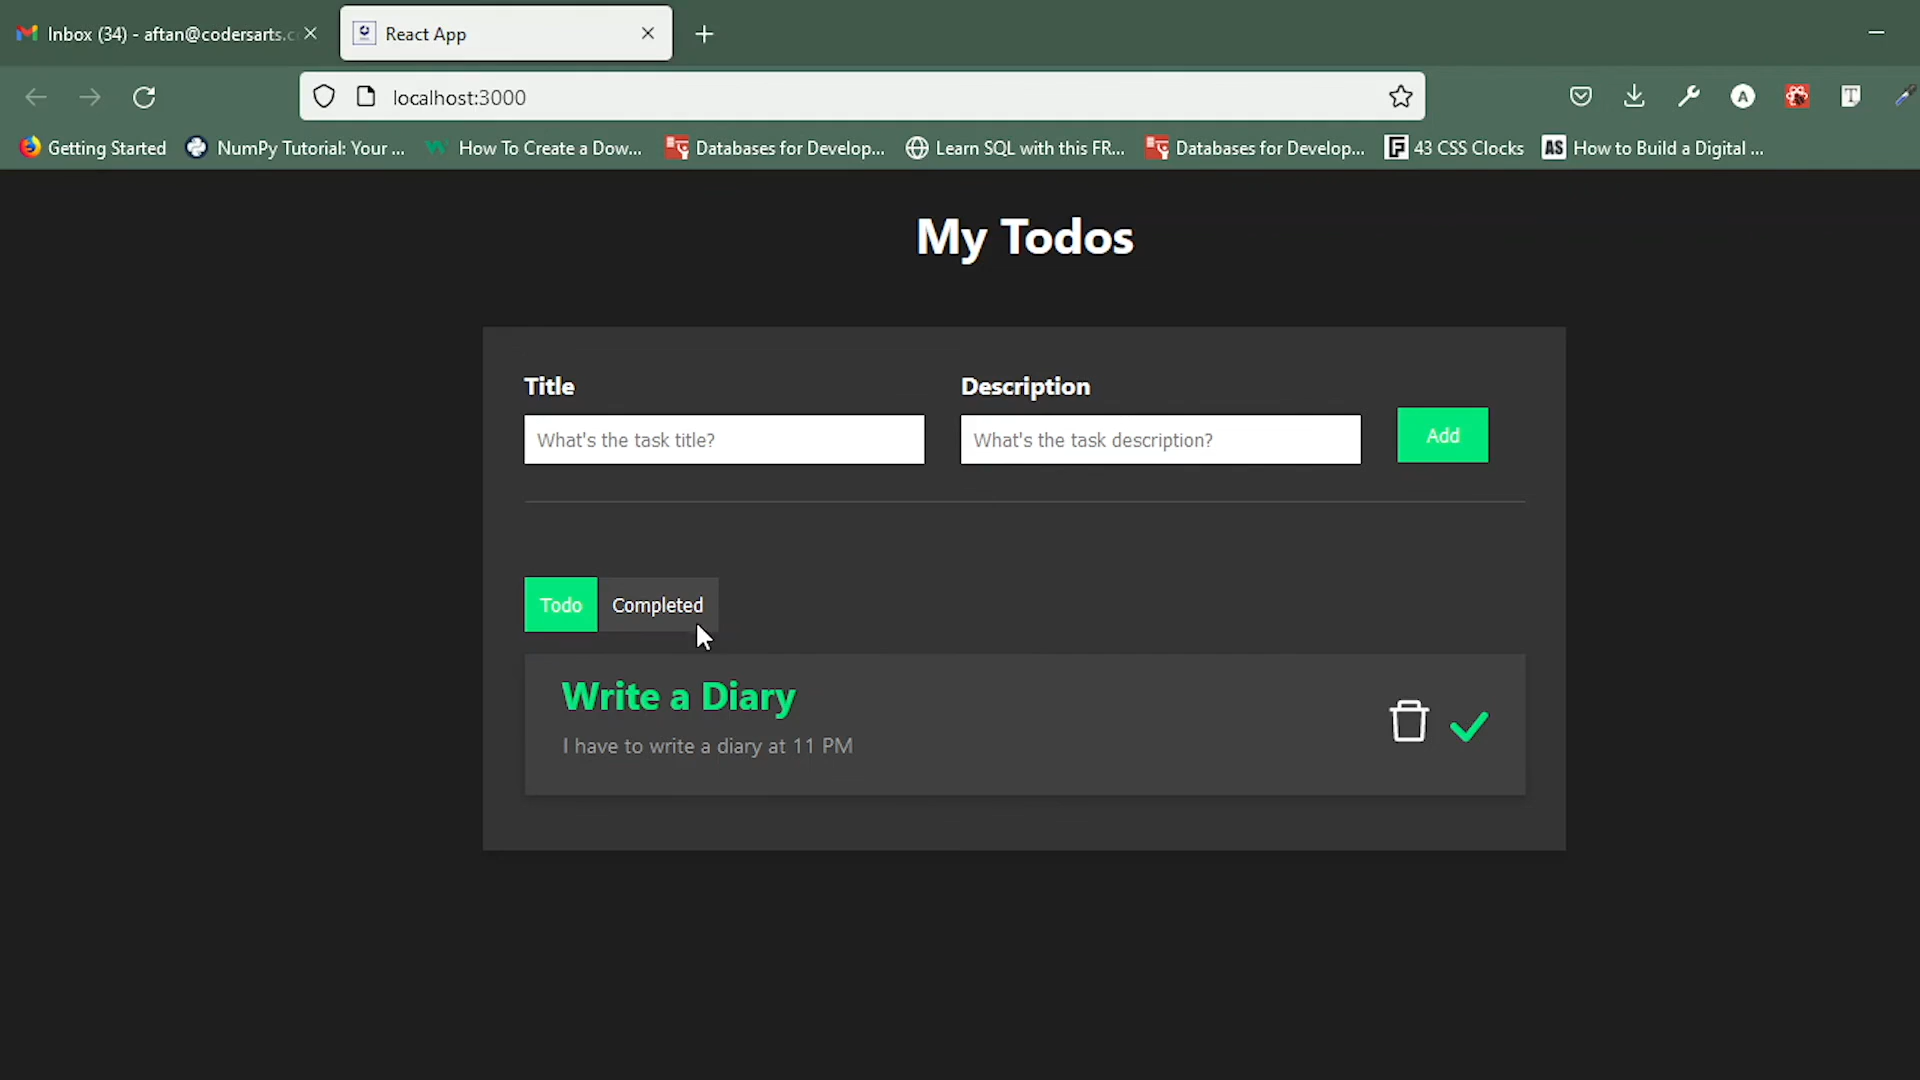 Inbox (34) - aftan@codersarts.c
React App
localhost:3000
Getting Started
NumPy Tutorial: Your ...
How To Create a Dow...
Databases for Develop...
Learn SQL with this FR...
Databases for Develop...
43 CSS Clocks
AS
How to Build a Digital ...
My Todos
Title
Description
What's the task title?
What's the task description?
Add
Todo
Completed
Write a Diary
I have to write a diary at 11 PM